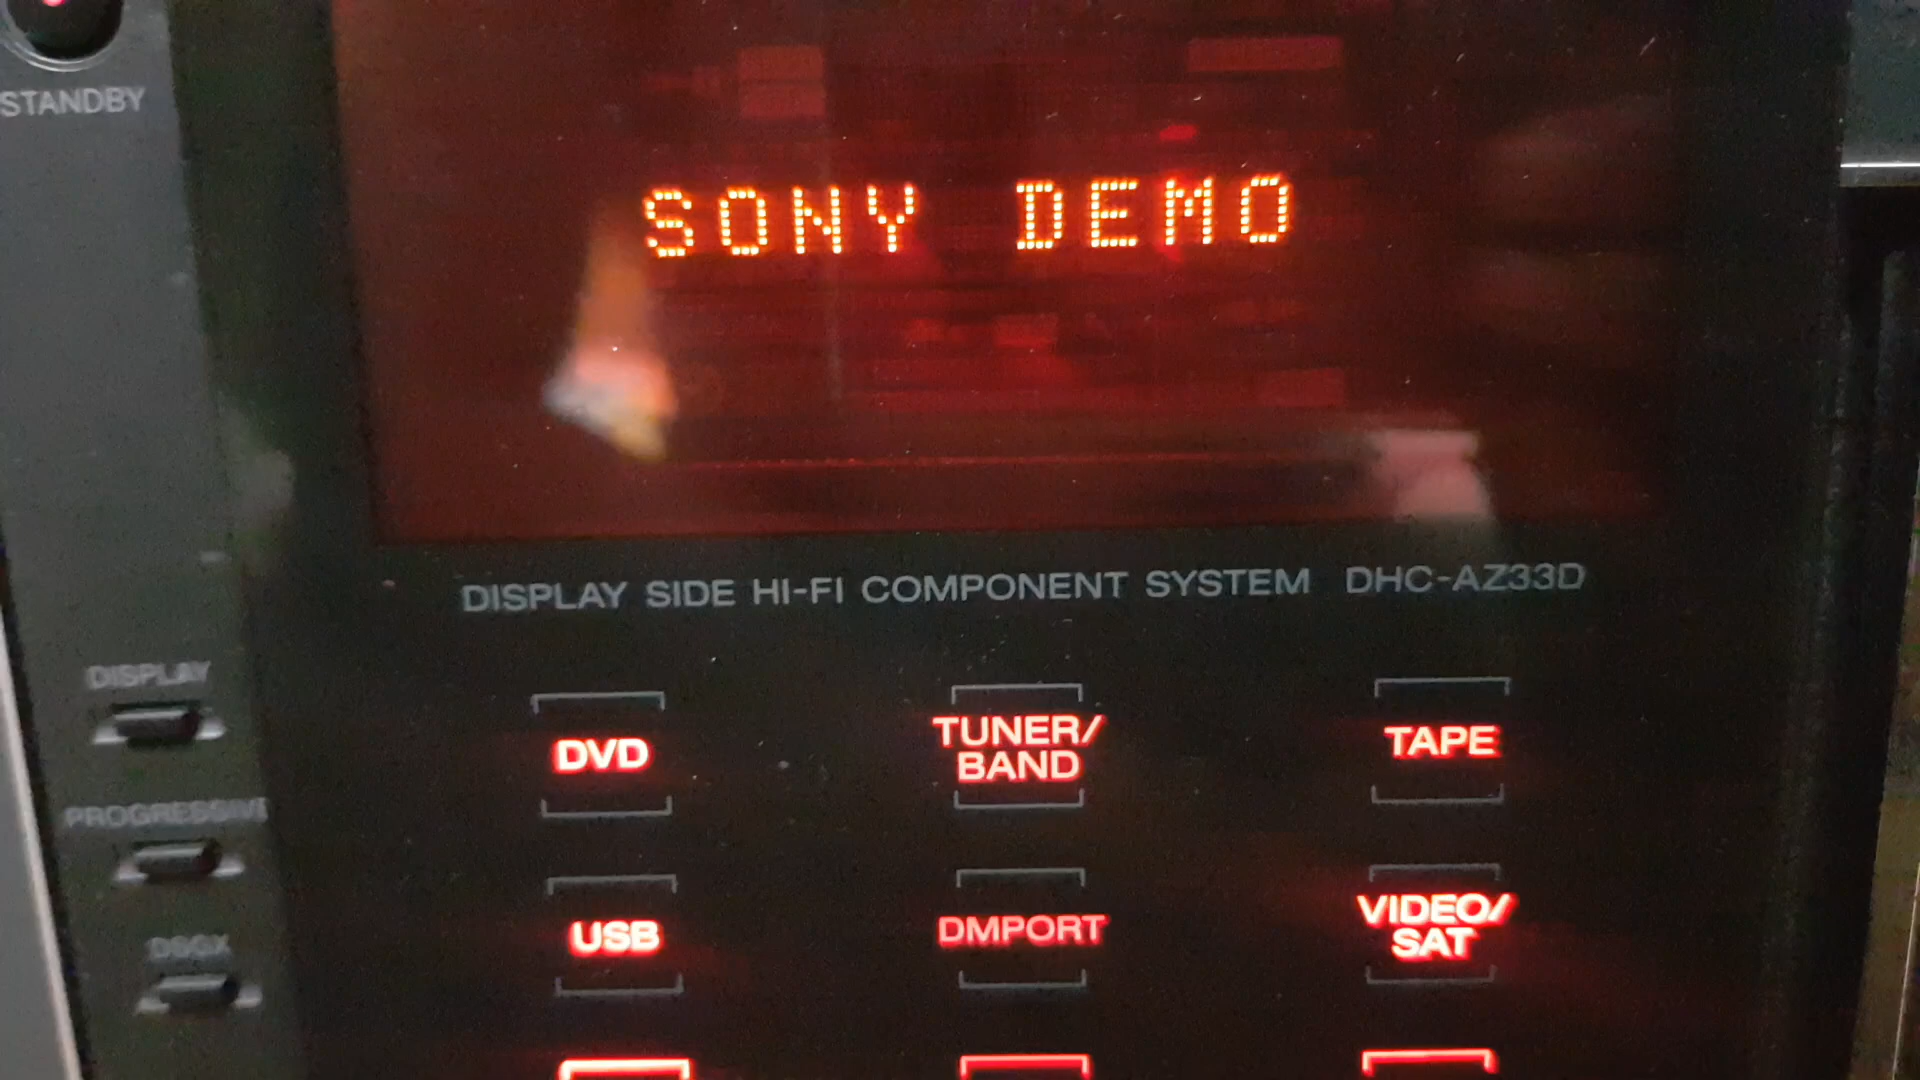 STANDBY
SONY DEMO
DISPLAY SIDE HI-FI COMPONENT SYSTEM DHC-AZ33D
DISPLAY
DVD
TUNER/
BAND
TAPE
PROGRESSIVE
USB
DMPORT
VIDEO/
SAT
DSGX